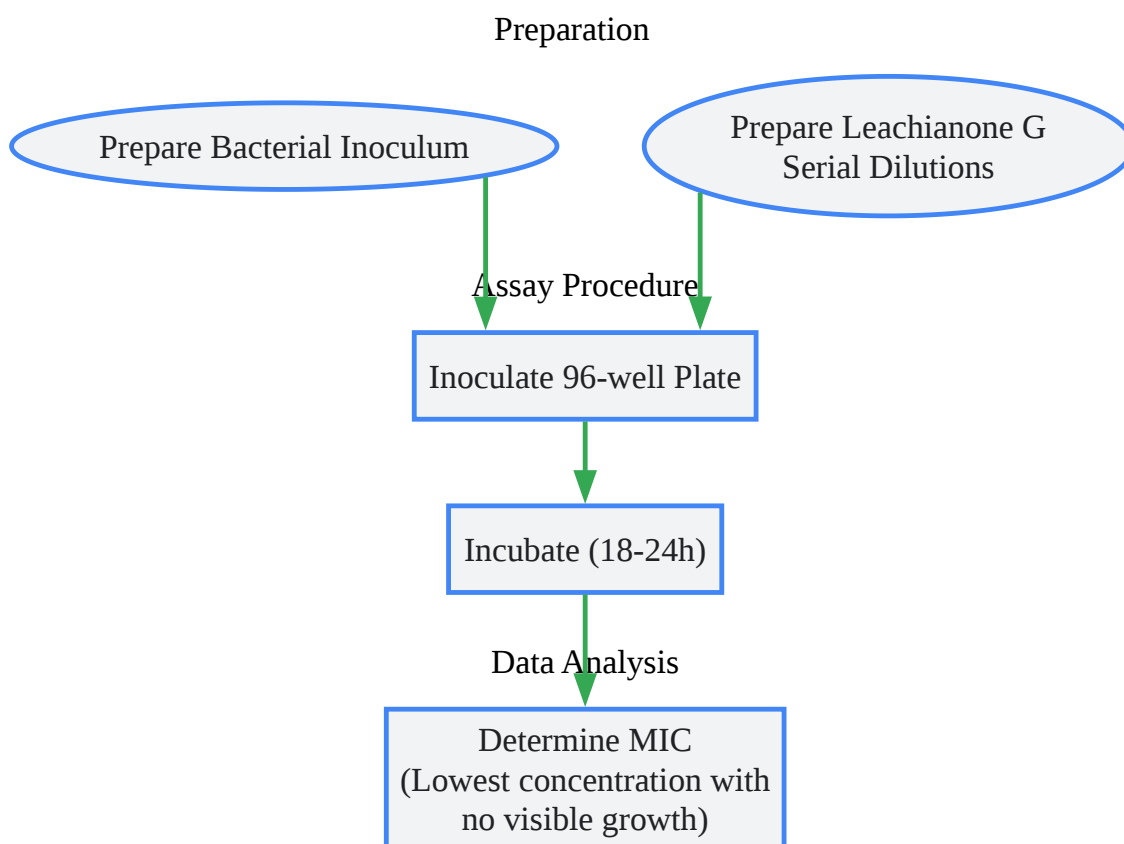 Preparation
Prepare Bacterial Inoculum
Prepare Leachianone G
Serial Dilutions
Assay Procedure
Inoculate 96-well Plate
Incubate (18-24h)
Data Analysis
Determine MIC
(Lowest concentration with
no visible growth)